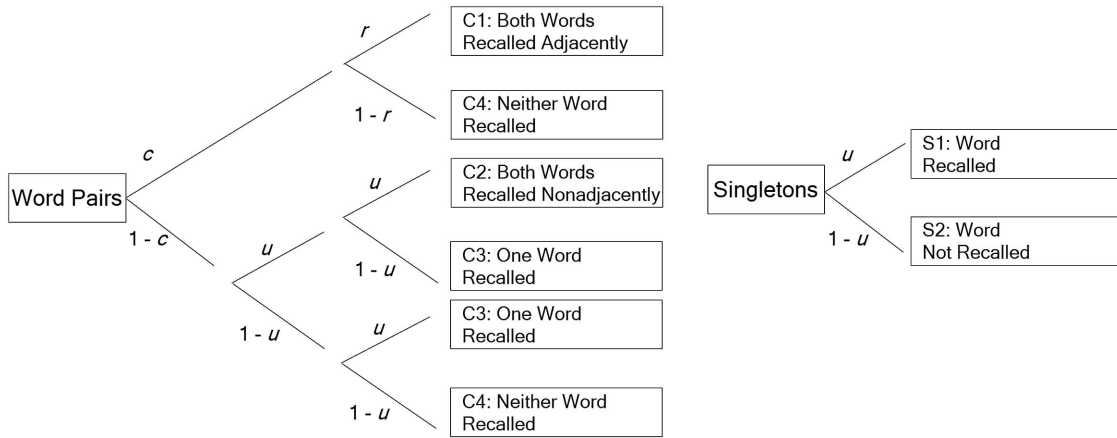 r
C1: Both Words
Recalled Adjacently
1 - r
C4: Neither Word
Recalled
c
Word Pairs
1 - c
u
C2: Both Words
Recalled Nonadjacently
u
1 - u
C3: One Word
Recalled
1 - u
u
C3: One Word
Recalled
1 - u
C4: Neither Word
Recalled
Singletons
u
S1: Word
Recalled
1 - u
S2: Word
Not Recalled